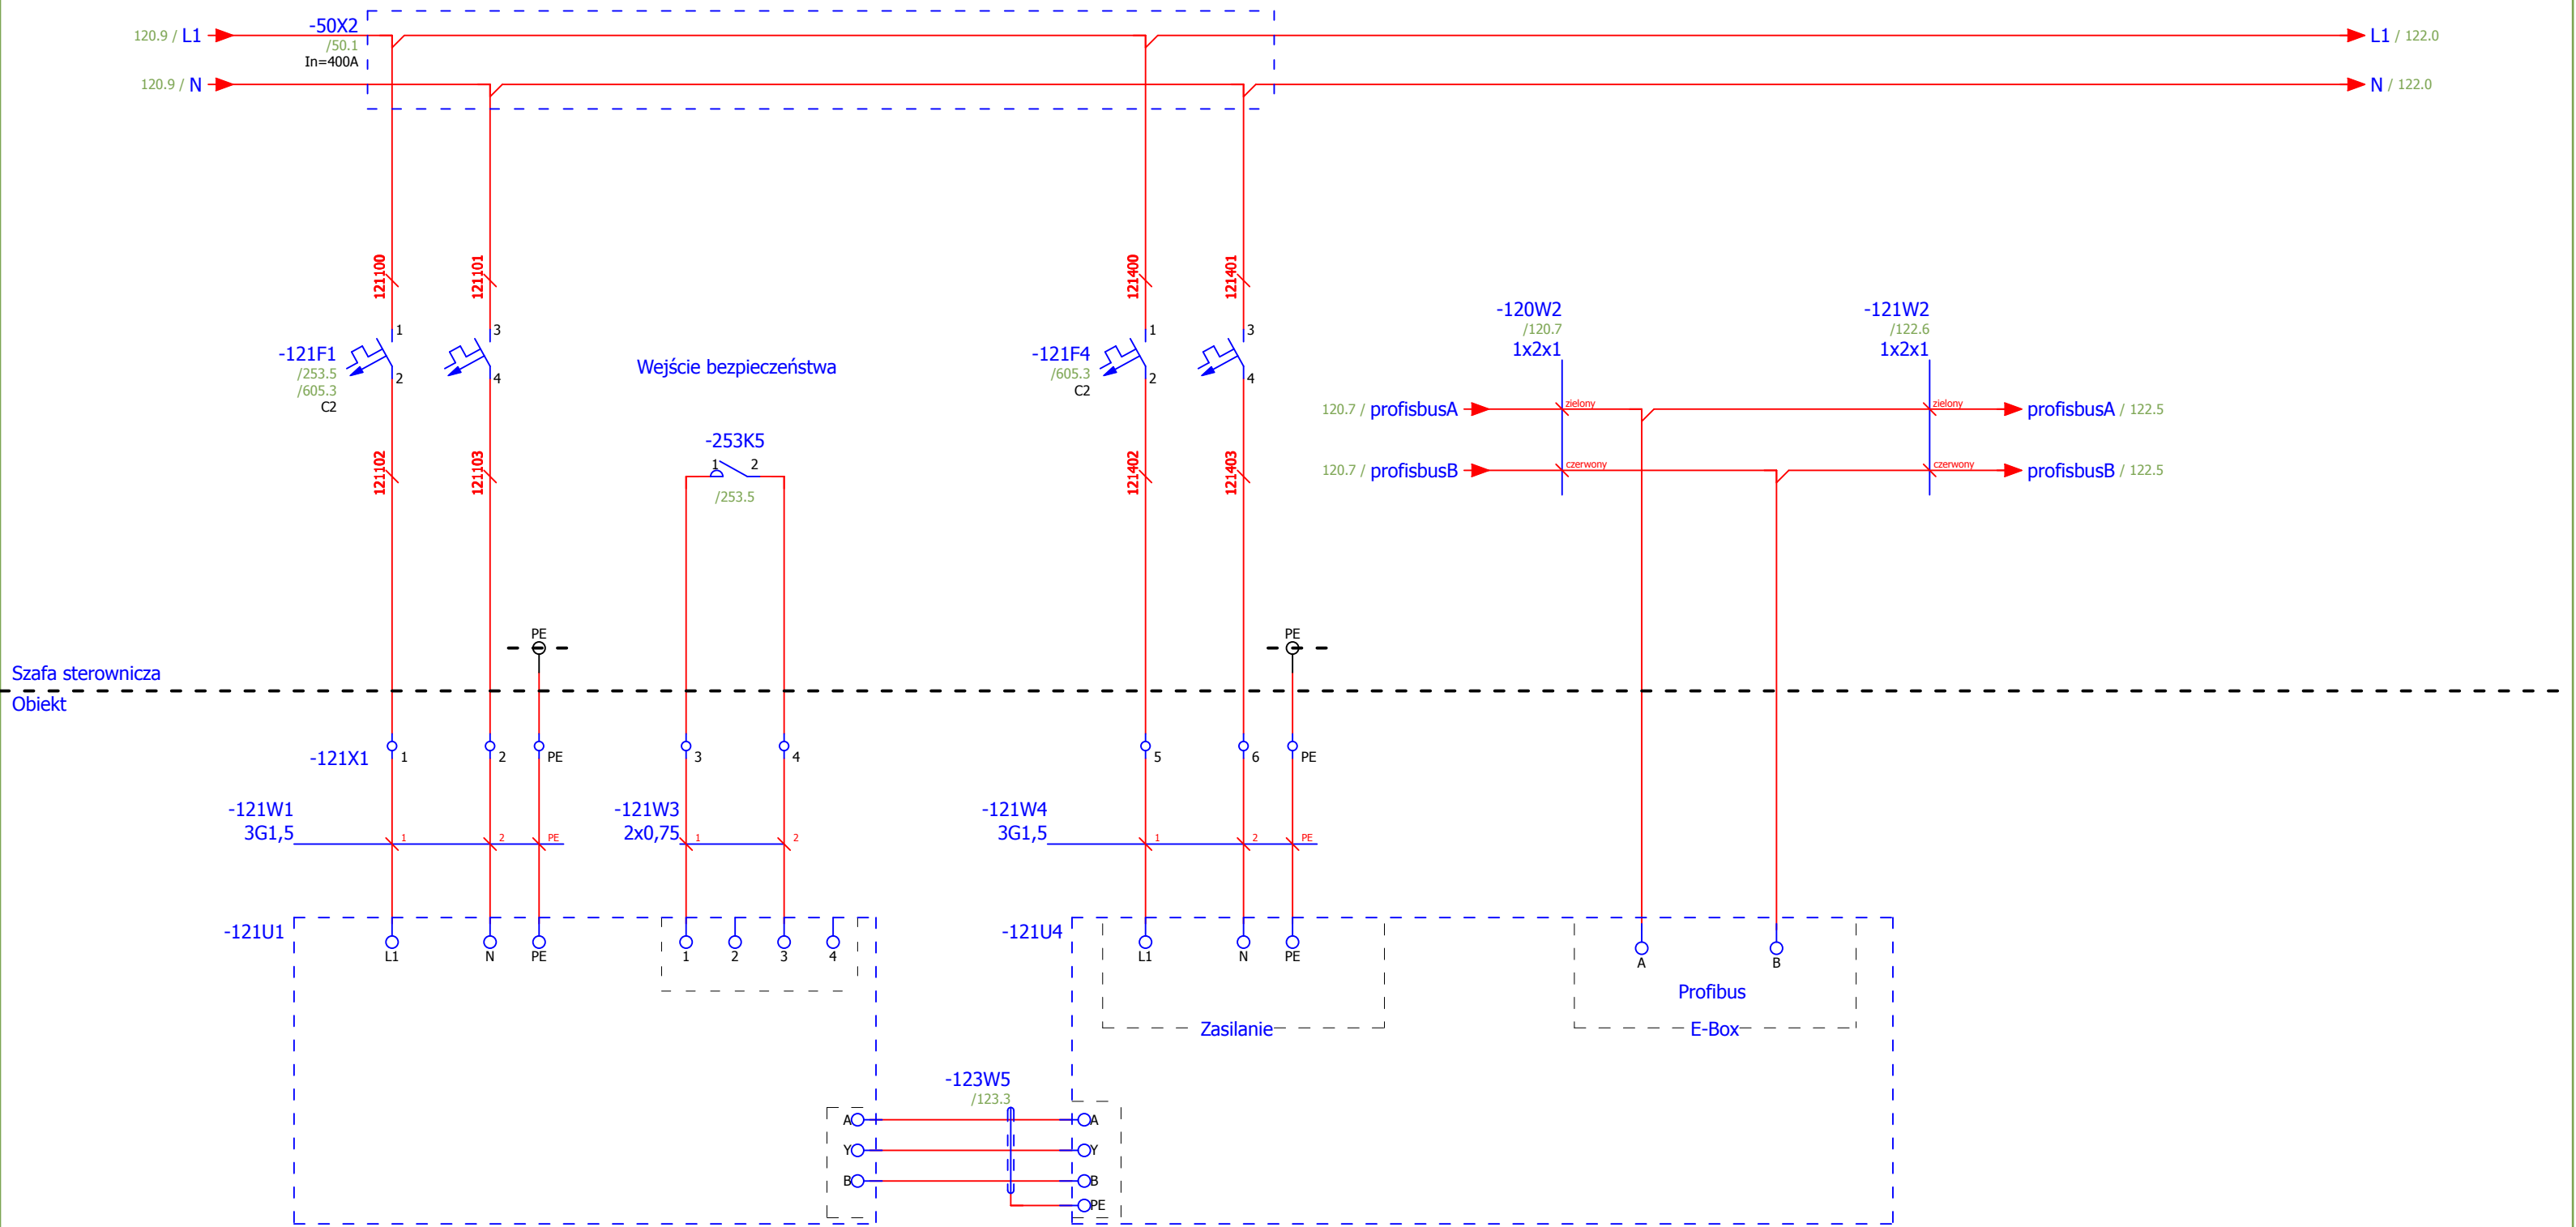 120.9 / L1
-50X2
/50.1
In=400A
L1 / 122.0
120.9 / N
N / 122.0
121100
121101
121400
121401
-121F1
/253.5
/605.3
C2
1
2
3
4
Wejście bezpieczeństwa
-121F4
/605.3
C2
1
2
3
4
-120W2
/120.7
1x2x1
-121W2
/122.6
1x2x1
120.7 / profisbusA
zielony
zielony
profisbusA / 122.5
120.7 / profisbusB
czerwony
czerwony
profisbusB / 122.5
121102
121103
-253K5
1 2
/253.5
121402
121403
PE
PE
Szafa sterownicza
Obiekt
-121X1
1
2
PE
3
4
5
6
PE
-121W1
3G1,5
1
2
PE
-121W3
2x0,75
1
2
-121W4
3G1,5
1
2
PE
-121U1
L1
N
PE
1
2
3
4
-121U4
L1
N
PE
Zasilanie
A
B
Profibus
E-Box
-123W5
/123.3
A
A
Y
Y
B
B
PE